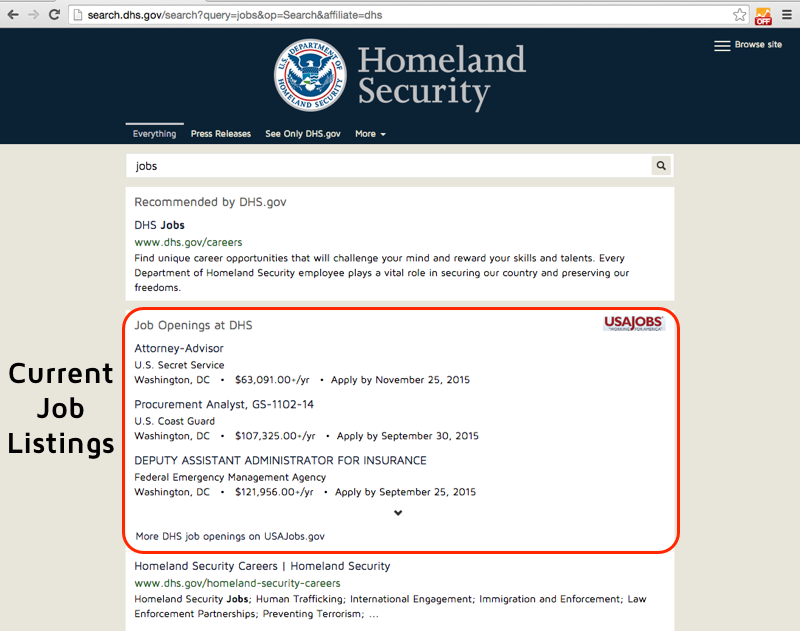 search.dhs.gov/search?query=jobs&op=Search&affiliate=dhs
OFF
U.S. DEPARTMENT OF
HOMELAND SECURITY
Homeland
Security
Browse site
Everything Press Releases See Only DHS.gov More
jobs
Recommended by DHS.gov
DHS Jobs
www.dhs.gov/careers
Find unique career opportunities that will challenge your mind and reward your skills and talents. Every
Department of Homeland Security employee plays a vital role in securing our country and preserving our
freedoms.
Current
Job
Listings
Job Openings at DHS
USAJOBS
"WORKING FOR AMERICA"
Attorney-Advisor
U.S. Secret Service
Washington, DC • $63,091.00+/yr • Apply by November 25, 2015
Procurement Analyst, GS-1102-14
U.S. Coast Guard
Washington, DC • $107,325.00+/yr • Apply by September 30, 2015
DEPUTY ASSISTANT ADMINISTRATOR FOR INSURANCE
Federal Emergency Management Agency
Washington, DC • $121,956.00+/yr • Apply by September 25, 2015
More DHS job openings on USAJobs.gov
Homeland Security Careers | Homeland Security
www.dhs.gov/homeland-security-careers
Homeland Security Jobs; Human Trafficking; International Engagement; Immigration and Enforcement; Law
Enforcement Partnerships; Preventing Terrorism; ...